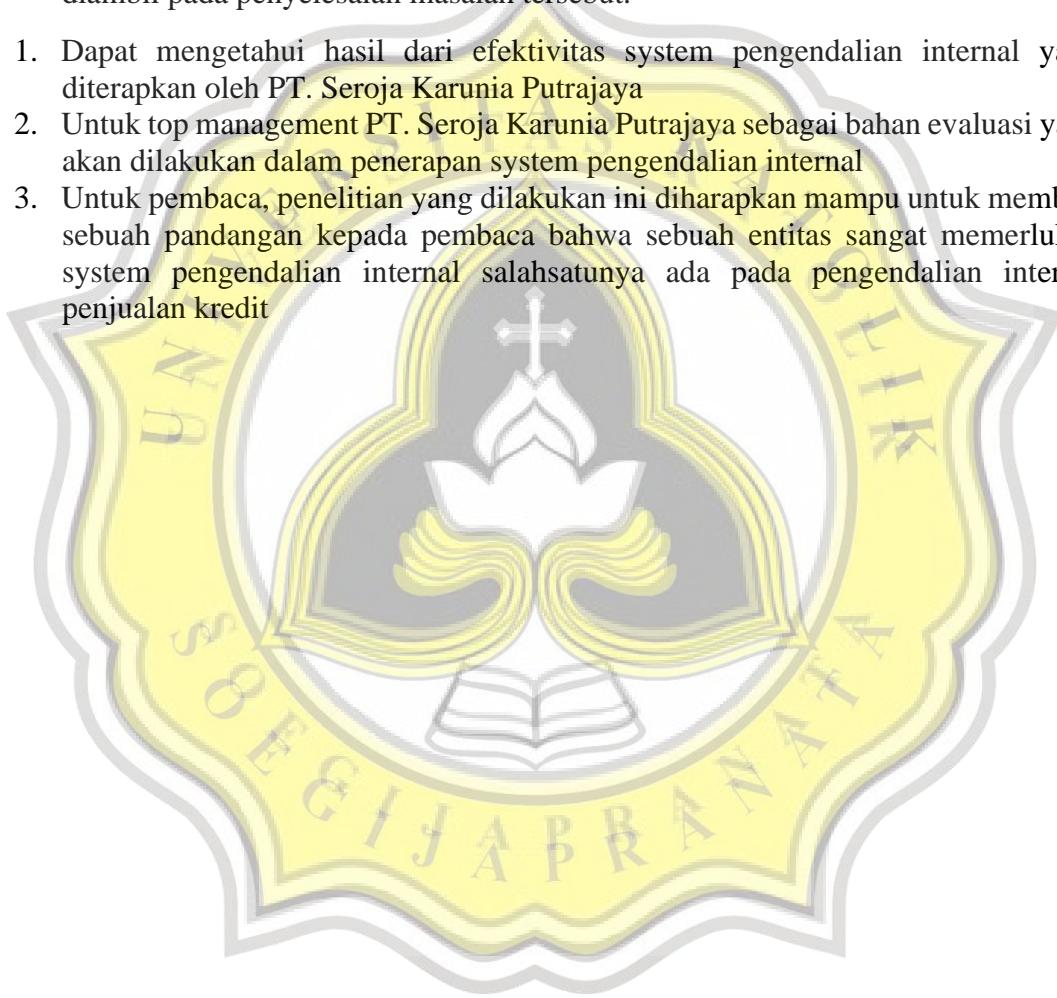 diambil pada penyelesaian masalah tersebut.
1. Dapat mengetahui hasil dari efektivitas system pengendalian internal
diterapkan oleh PT. Seroja Karunia Putrajaya
2. Untuk top management PT. Seroja Karunia Putrajaya sebagai bahan evaluasi
akan dilakukan dalam penerapan system pengendalian internal
3. Untuk pembaca, penelitian yang dilakukan ini diharapkan mampu untuk
sebuah pandangan kepada pembaca bahwa sebuah entitas sangat
system pengendalian internal salahsatunya ada pada pengendalian
penjualan kredit
UNIVERSITAS KATOLIK
SOEGIJAPRANATA